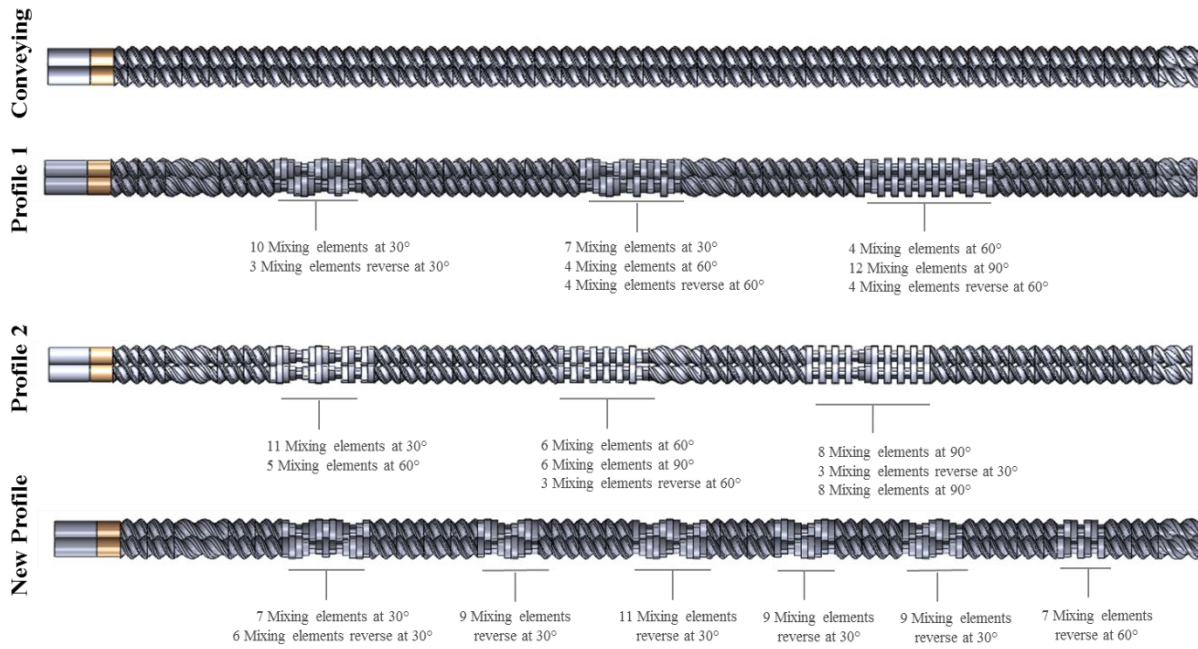 Conveying
Profile 1
10 Mixing elements at 30°
3 Mixing elements reverse at 30°
7 Mixing elements at 30°
4 Mixing elements at 60°
4 Mixing elements reverse at 60°
4 Mixing elements at 60°
12 Mixing elements at 90°
4 Mixing elements reverse at 60°
Profile 2
11 Mixing elements at 30°
5 Mixing elements at 60°
6 Mixing elements at 60°
6 Mixing elements at 90°
3 Mixing elements reverse at 60°
8 Mixing elements at 90°
3 Mixing elements reverse at 30°
8 Mixing elements at 90°
New Profile
7 Mixing elements at 30°
6 Mixing elements reverse at 30°
9 Mixing elements
reverse at 30°
11 Mixing elements
reverse at 30°
9 Mixing elements
reverse at 30°
9 Mixing elements
reverse at 30°
7 Mixing elements
reverse at 60°